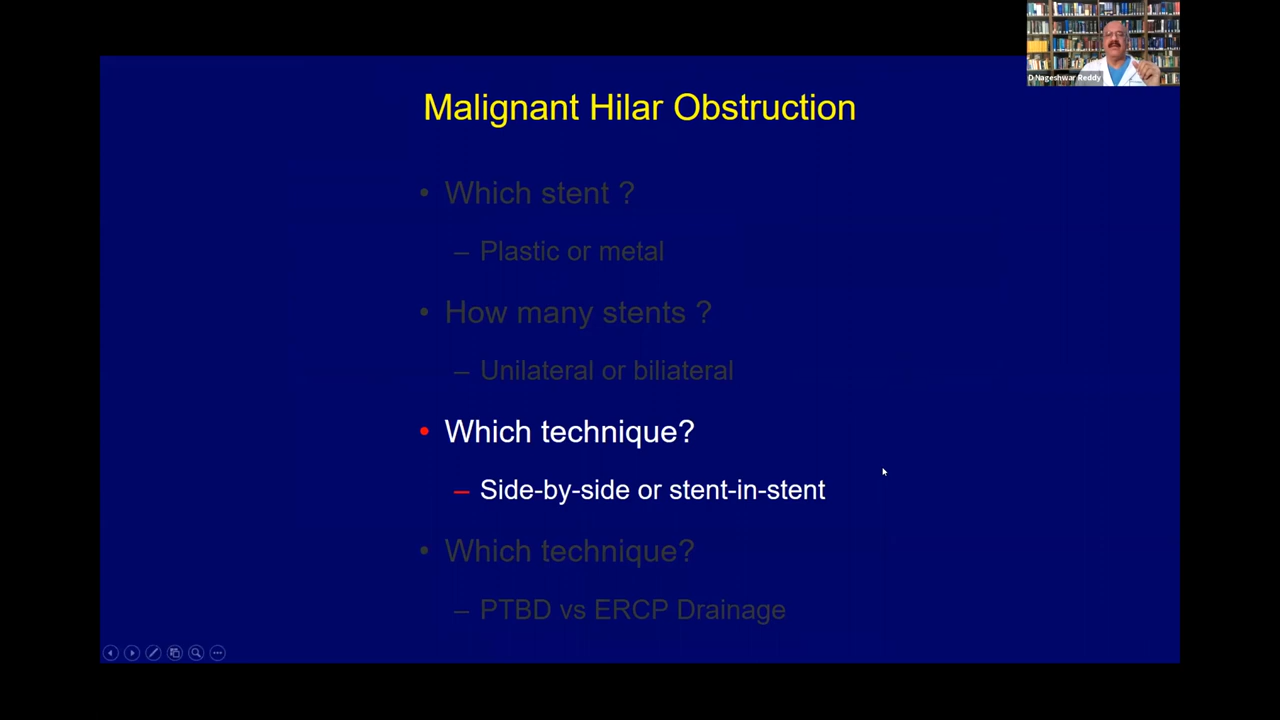 D Nageshwar Reddy
Malignant Hilar Obstruction
• Which stent ?
– Plastic or metal
• How many stents ?
– Unilateral or biliateral
• Which technique?
– Side-by-side or stent-in-stent
• Which technique?
– PTBD vs ERCP Drainage